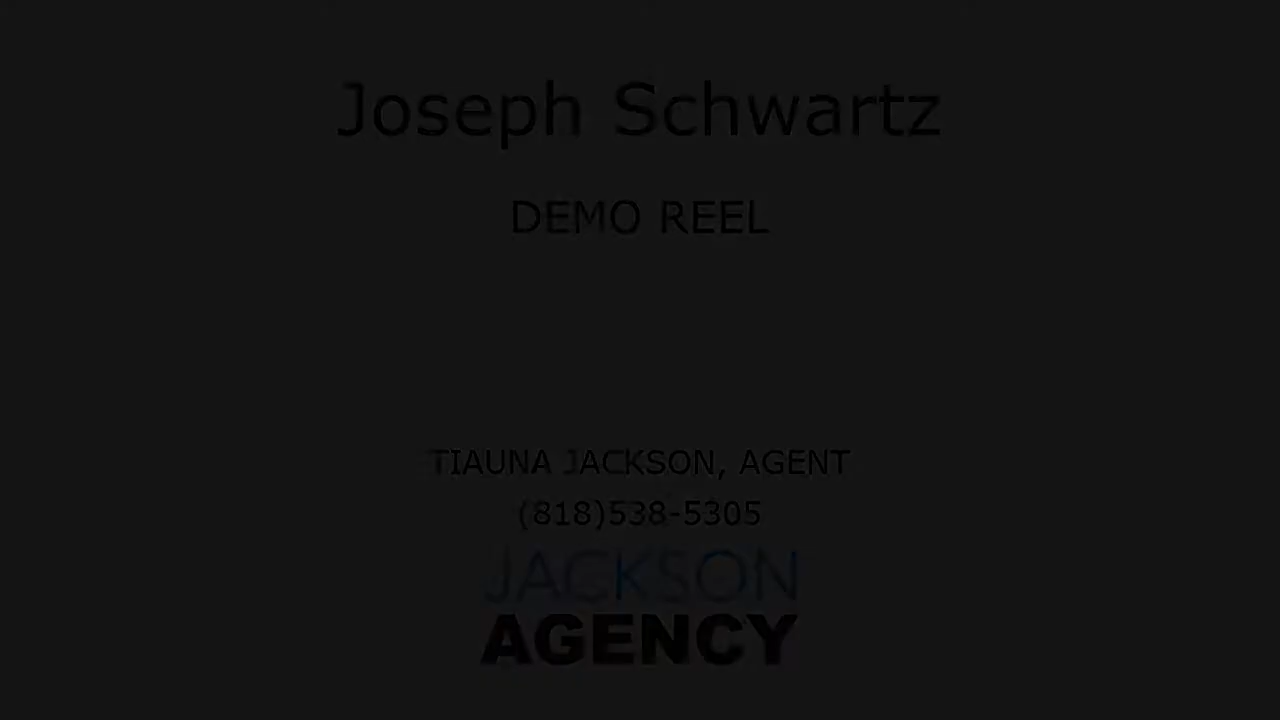 Joseph Schwartz
DEMO REEL
TIAUNA JACKSON, AGENT
(818)538-5305
JACKSON
AGENCY